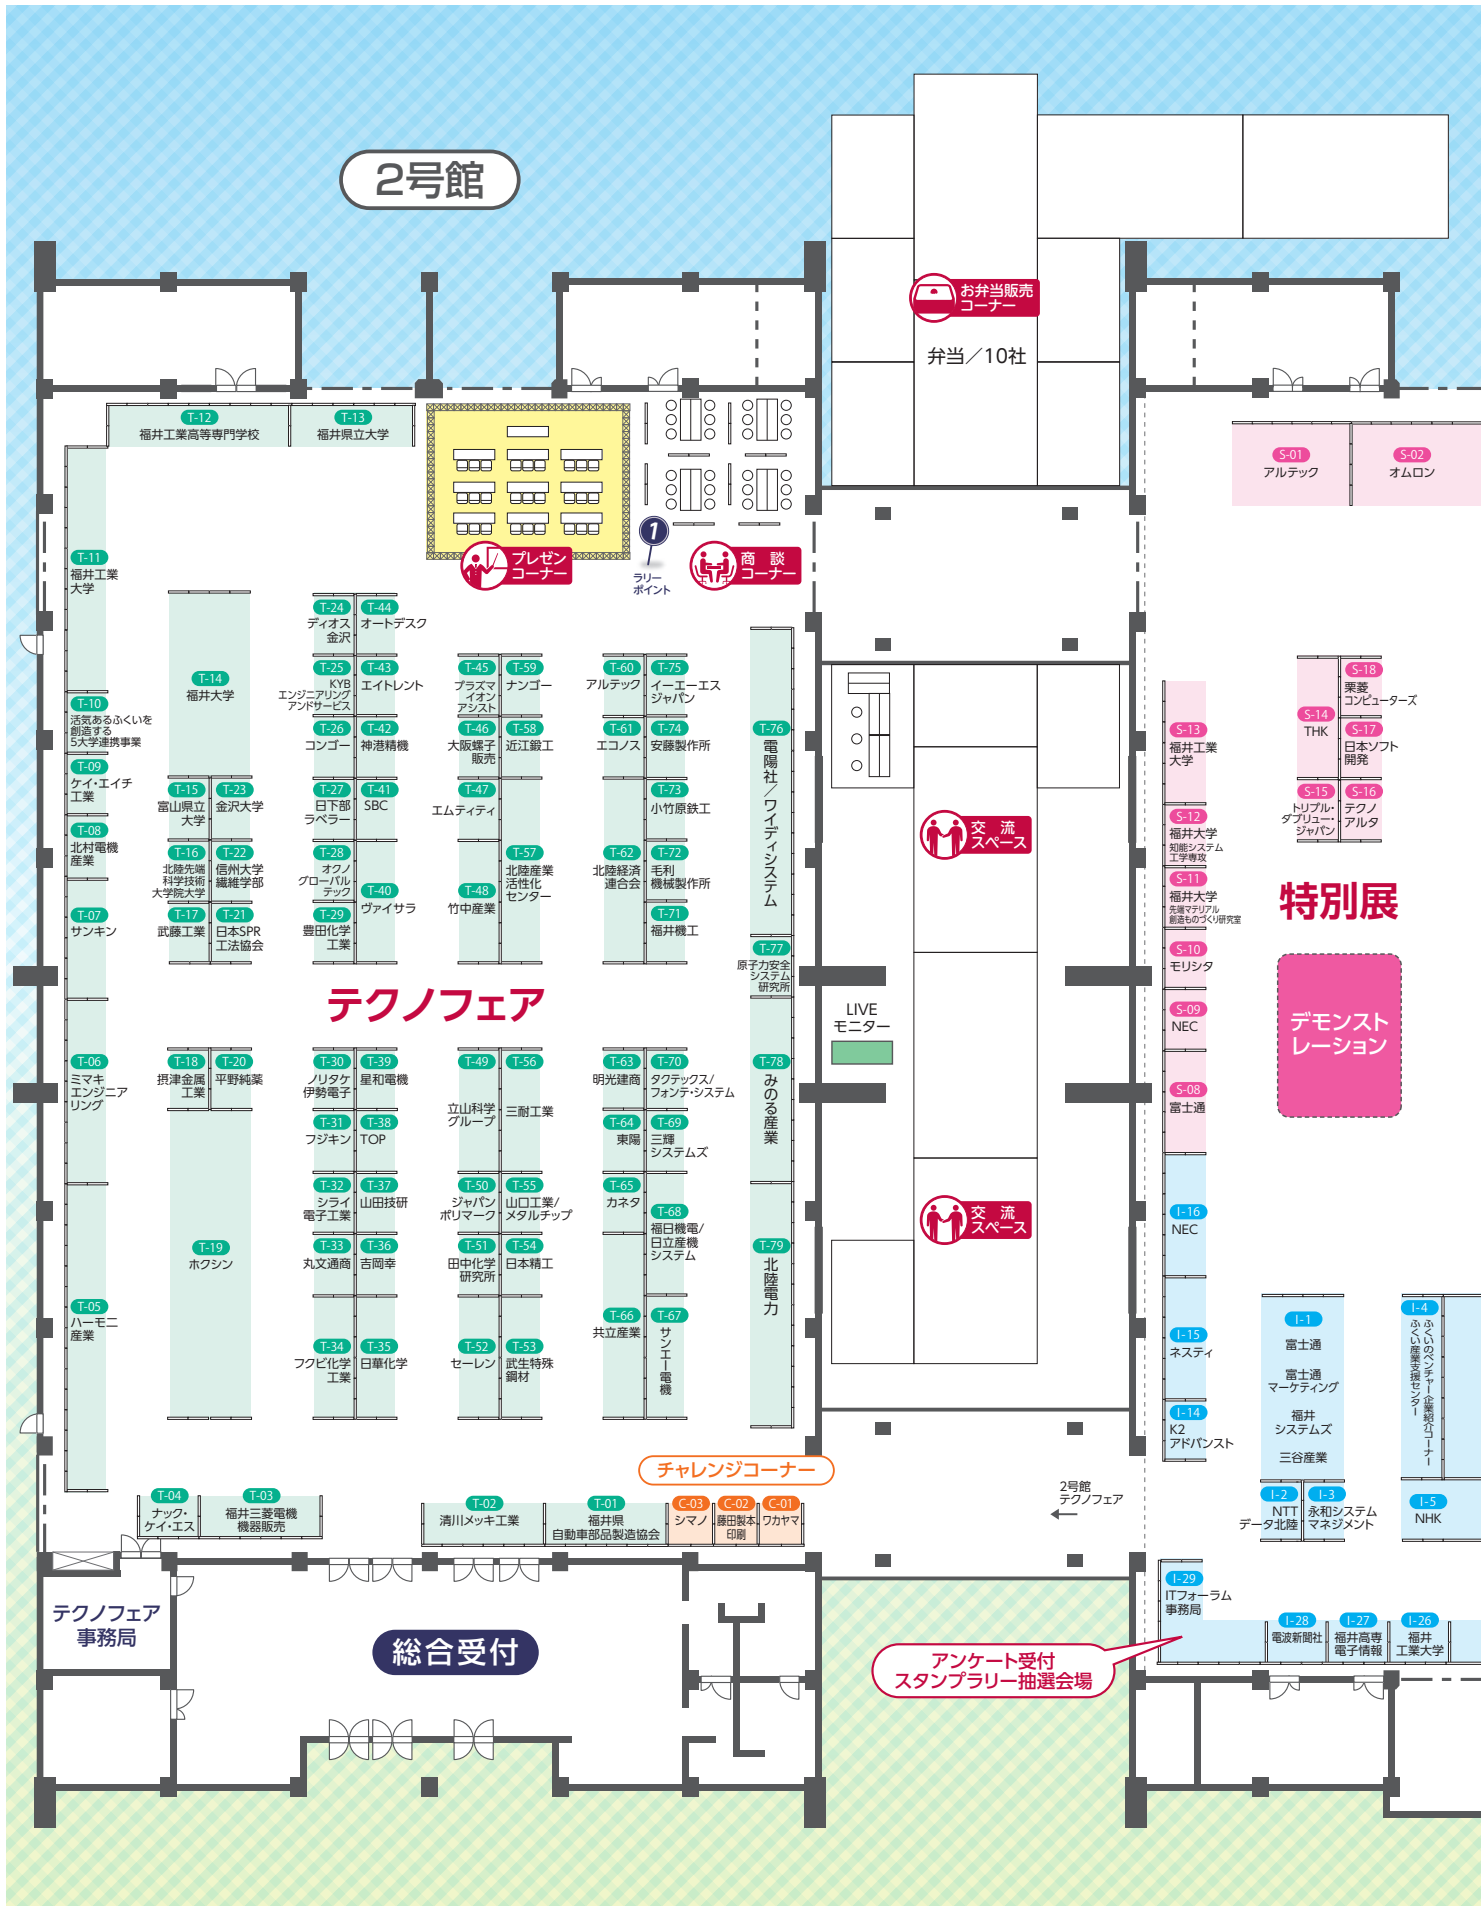 2号館
お弁当販売
コーナー
弁当／10社
T-12
福井工業高等専門学校
T-13
福井県立大学
プレゼン
コーナー
1
ラリー
ポイント
商談
コーナー
T-11
福井工業
大学
T-10
活気あるふくいを
創造する
5大学連携事業
T-09
ケイ・エイチ
工業
T-08
北村電機
産業
T-07
サンキン
T-06
ミマキ
エンジニア
リング
T-05
ハーモニ
産業
T-14
福井大学
T-15
富山県立
大学
T-23
金沢大学
T-16
北陸先端
科学技術
大学院大学
T-22
信州大学
繊維学部
T-17
武藤工業
T-21
日本SPR
工法協会
T-24
ディオス
金沢
T-44
オートデスク
T-25
KYB
エンジニアリング
アンドサービス
T-43
エイトレント
T-26
コンゴー
T-42
神港精機
T-27
日下部
ラベラー
T-41
SBC
T-28
オクノ
グローバル
テック
T-40
ヴァイサラ
T-29
豊田化学
工業
T-45
プラズマ
イオン
アシスト
T-59
ナンゴー
T-46
大阪螺子
販売
T-58
近江鍛工
T-47
エムティティ
T-57
北陸産業
活性化
センター
T-48
竹中産業
T-60
アルテック
T-75
イーエーエス
ジャパン
T-61
エコノス
T-74
安藤製作所
T-73
小竹原鉄工
T-62
北陸経済
連合会
T-72
毛利
機械製作所
T-71
福井機工
T-76
電陽社／ワイディシステム
T-77
原子力安全
システム
研究所
テクノフェア
T-18
摂津金属
工業
T-20
平野純薬
T-19
ホクシン
T-30
ノリタケ
伊勢電子
T-39
星和電機
T-31
フジキン
T-38
TOP
T-32
シライ
電子工業
T-37
山田技研
T-33
丸文通商
T-36
吉岡幸
T-34
フクビ化学
工業
T-35
日華化学
T-49
立山科学
グループ
T-56
三耐工業
T-50
ジャパン
ポリマーク
T-55
山口工業/
メタルチップ
T-51
田中化学
研究所
T-54
日本精工
T-52
セーレン
T-53
武生特殊
鋼材
T-63
明光建商
T-70
タクテックス/
フォンテ・システム
T-64
東陽
T-69
三輝
システムズ
T-65
カネタ
T-68
福日機電/
日立産機
システム
T-66
共立産業
T-67
サンエー電機
T-78
みのる産業
T-79
北陸電力
T-04
ナック・
ケイ・エス
T-03
福井三菱電機
機器販売
T-02
清川メッキ工業
T-01
福井県
自動車部品製造協会
チャレンジコーナー
C-03
シマノ
C-02
藤田製本
印刷
C-01
ワカヤマ
テクノフェア
事務局
総合受付
交流
スペース
LIVE
モニター
交流
スペース
2号館
テクノフェア
アンケート受付
スタンプラリー抽選会場
S-01
アルテック
S-02
オムロン
S-13
福井工業
大学
S-12
福井大学
知能システム
工学専攻
S-11
福井大学
先端マテリアル
創造ものづくり研究室
S-10
モリシタ
S-09
NEC
S-08
富士通
S-14
THK
S-18
栗菱
コンピューターズ
S-17
日本ソフト
開発
S-15
トリプル・
ダブリュー・
ジャパン
S-16
テクノ
アルタ
特別展
デモンスト
レーション
I-16
NEC
I-15
ネスティ
I-14
K2
アドバンスト
I-1
富士通
富士通
マーケティング
福井
システムズ
三谷産業
I-2
NTT
データ北陸
I-3
永和システム
マネジメント
I-4
ふくいのベンチャー企業紹介コーナー
ふくい産業支援センター
I-5
NHK
I-29
ITフォーラム
事務局
I-28
電波新聞社
I-27
福井高専
電子情報
I-26
福井
工業大学